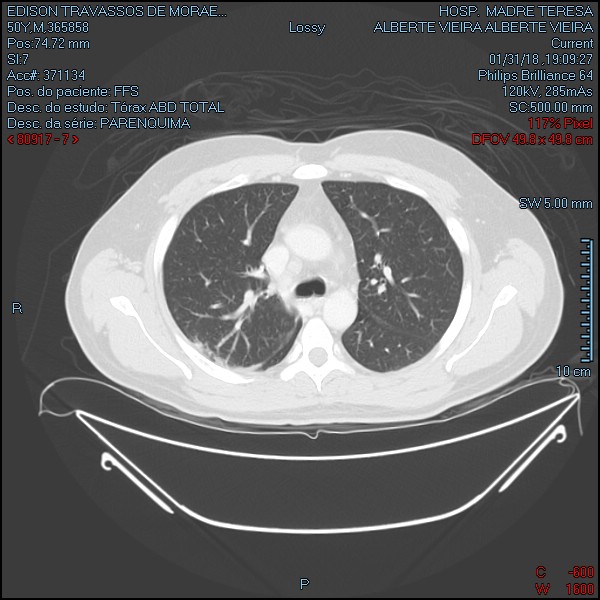 EDISON TRAVASSOS DE MORAE...
50Y,M,365858
Pos:74.72 mm
SI:7
Acc#: 371134
Pos. do paciente: FFS
Desc. do estudo: Tórax ABD TOTAL
Desc. da série: PARENQUIMA
< 80917 - 7 >
Lossy
HOSP. MADRE TERESA
ALBERTE VIEIRA ALBERTE VIEIRA
Current
01/31/18 ,19:09:27
Philips Brilliance 64
120kV, 285mAs
SC:500.00 mm
117% Pixel
DFOV 49.8 x 49.8 cm
SW 5.00 mm
R
10 cm
P
C -600
W 1600